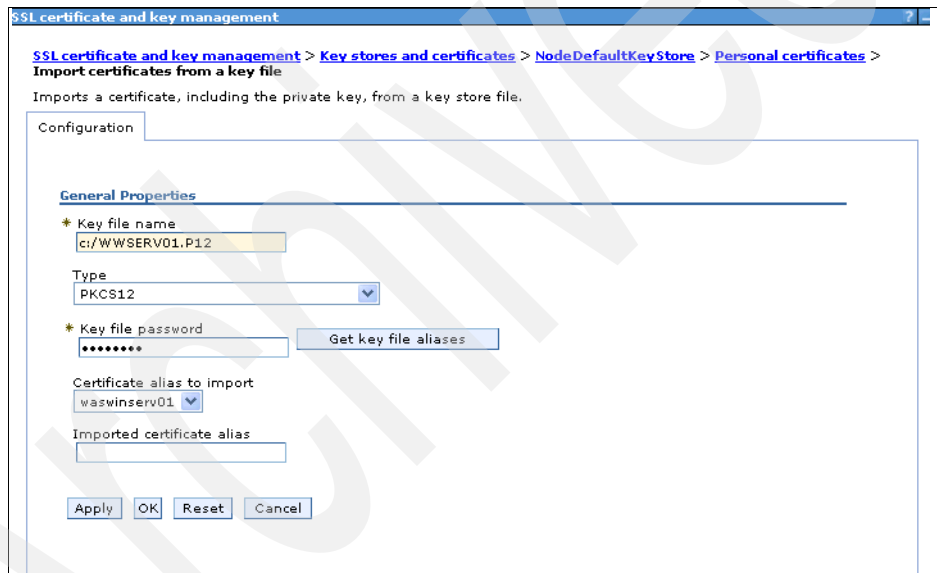 SSL certificate and key management ? -
SSL certificate and key management > Key stores and certificates > NodeDefaultKeyStore > Personal certificates >
Import certificates from a key file
Imports a certificate, including the private key, from a key store file.
Configuration
General Properties
* Key file name
c:/WWSERV01.P12
Type
PKCS12
* Key file password
••••••••
Get key file aliases
Certificate alias to import
waswinserv01
Imported certificate alias
Apply OK Reset Cancel